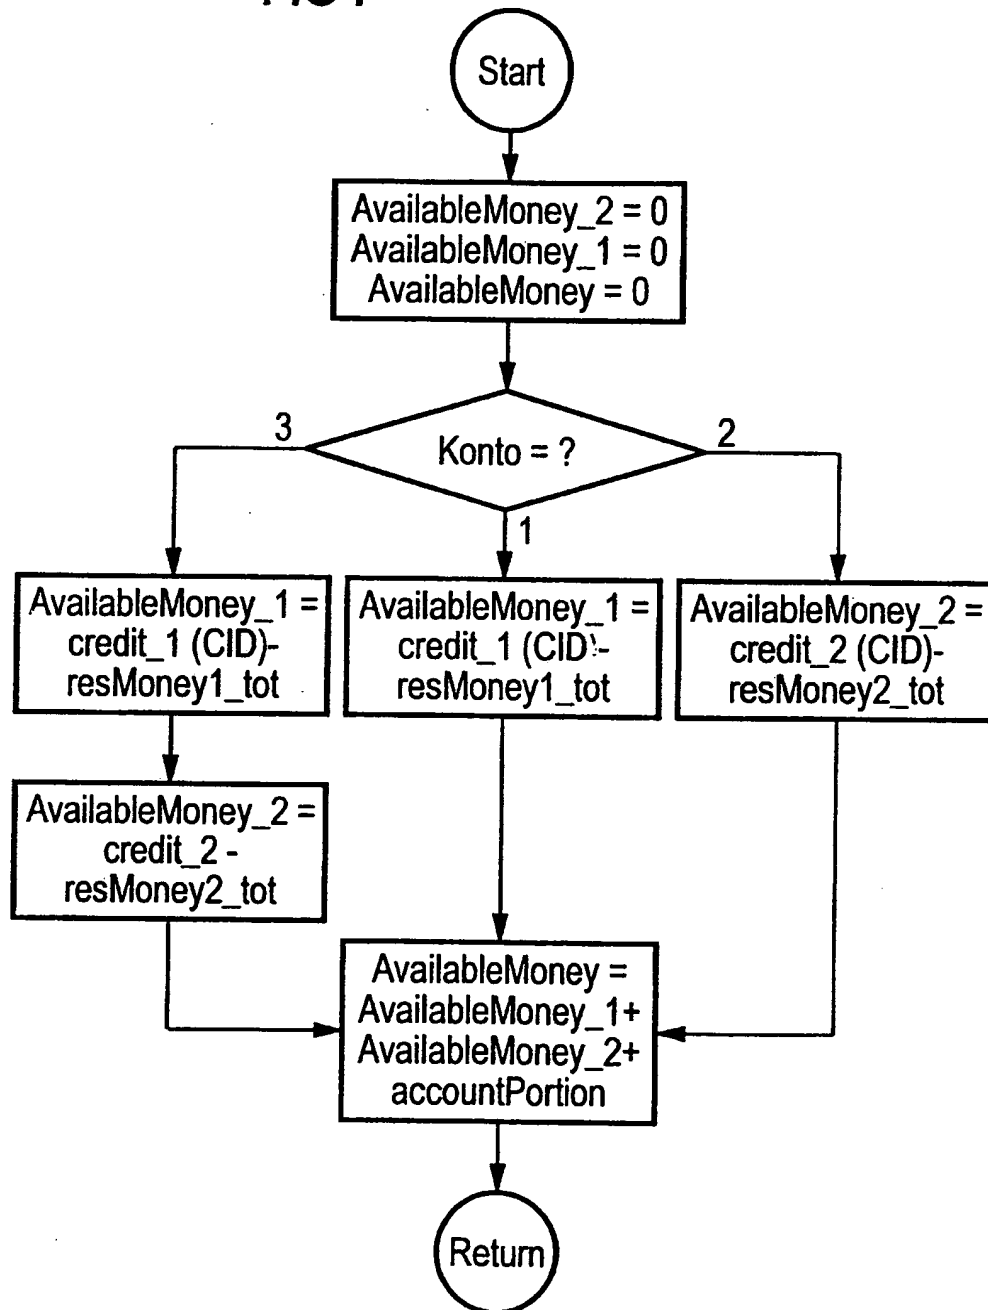 Start
AvailableMoney_2 = 0
AvailableMoney_1 = 0
AvailableMoney = 0
Konto = ?
3
2
1
AvailableMoney_1 =
credit_1 (CID)-
resMoney1_tot
AvailableMoney_1 =
credit_1 (CID)-
resMoney1_tot
AvailableMoney_2 =
credit_2 (CID)-
resMoney2_tot
AvailableMoney_2 =
credit_2 -
resMoney2_tot
AvailableMoney =
AvailableMoney_1+
AvailableMoney_2+
accountPortion
Return